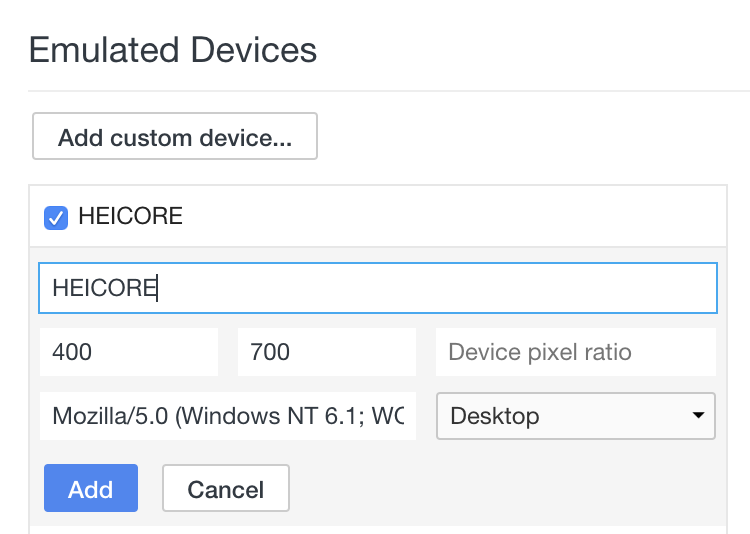 Emulated Devices
Add custom device...
HEICORE
HEICORE
400 700 Device pixel ratio
Mozilla/5.0 (Windows NT 6.1; WO Desktop
Add Cancel